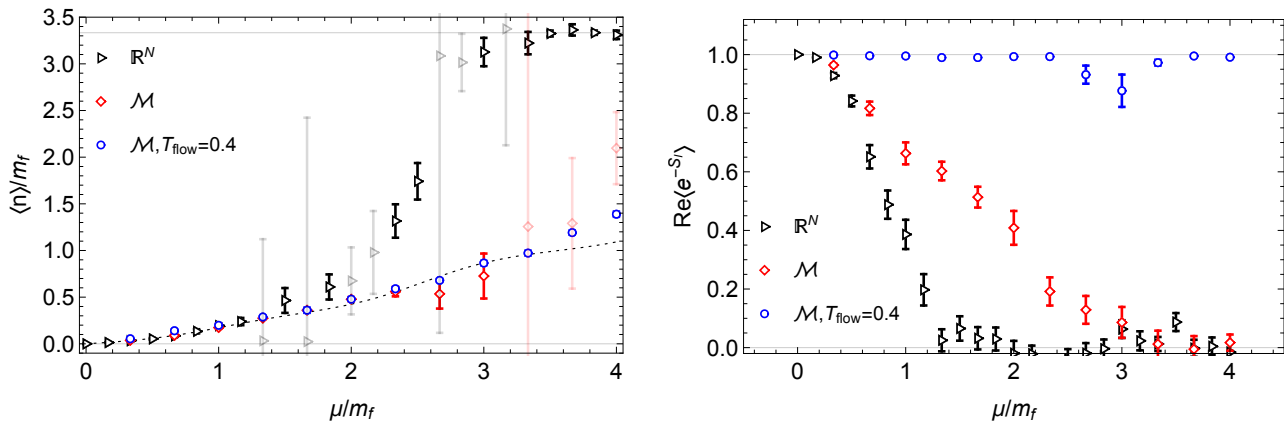 3.5
3.0
2.5
2.0
1.5
1.0
0.5
0.0
⟨n⟩/m_f
ℝ^N
ℳ
ℳ, T_flow=0.4
0 1 2 3 4
μ/m_f
1.0
0.8
0.6
0.4
0.2
0.0
Re⟨e^{-S_I}⟩
ℝ^N
ℳ
ℳ, T_flow=0.4
0 1 2 3 4
μ/m_f